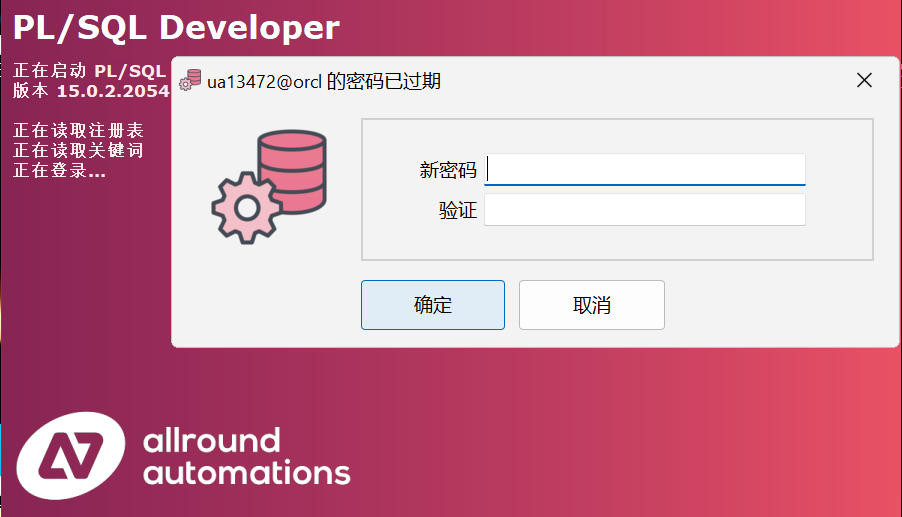 PL/SQL Developer
正在启动 PL/SQL
版本 15.0.2.2054
正在读取注册表
正在读取关键词
正在登录...
ua13472@orcl 的密码已过期
新密码
验证
确定
取消
allround
automations